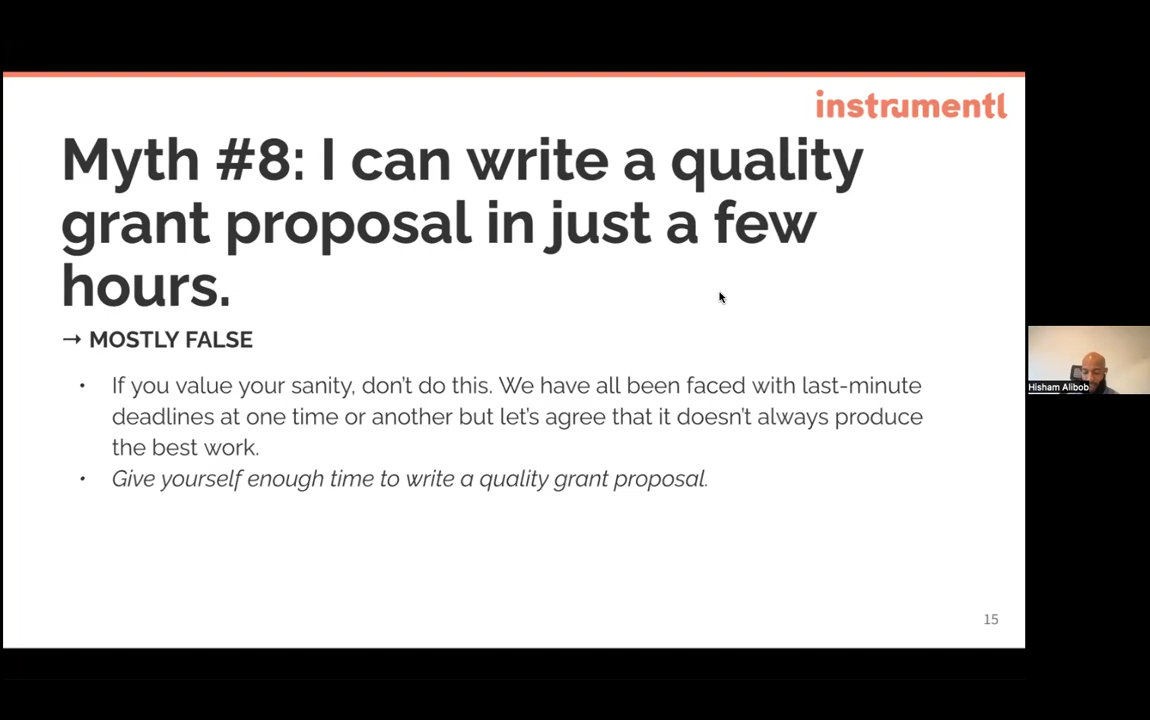 instrumentl
Myth #8: I can write a quality
grant proposal in just a few
hours.
→ MOSTLY FALSE
• If you value your sanity, don't do this. We have all been faced with last-minute
deadlines at one time or another but let's agree that it doesn't always produce
the best work.
• Give yourself enough time to write a quality grant proposal.
Hisham Alibob
15